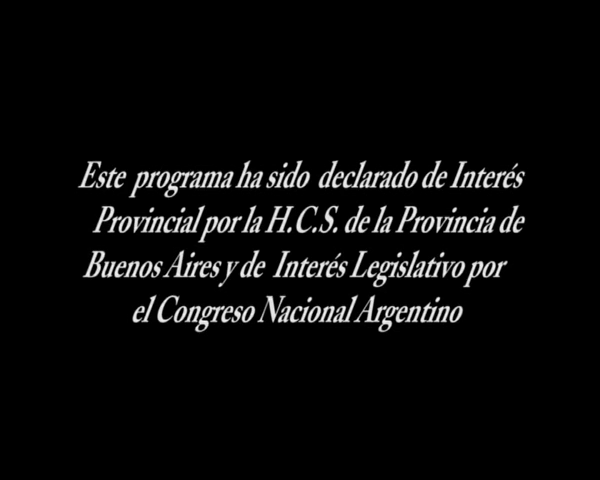 Este programa ha sido declarado de Interés
Provincial por la H.C.S. de la Provincia de
Buenos Aires y de Interés Legislativo por
el Congreso Nacional Argentino